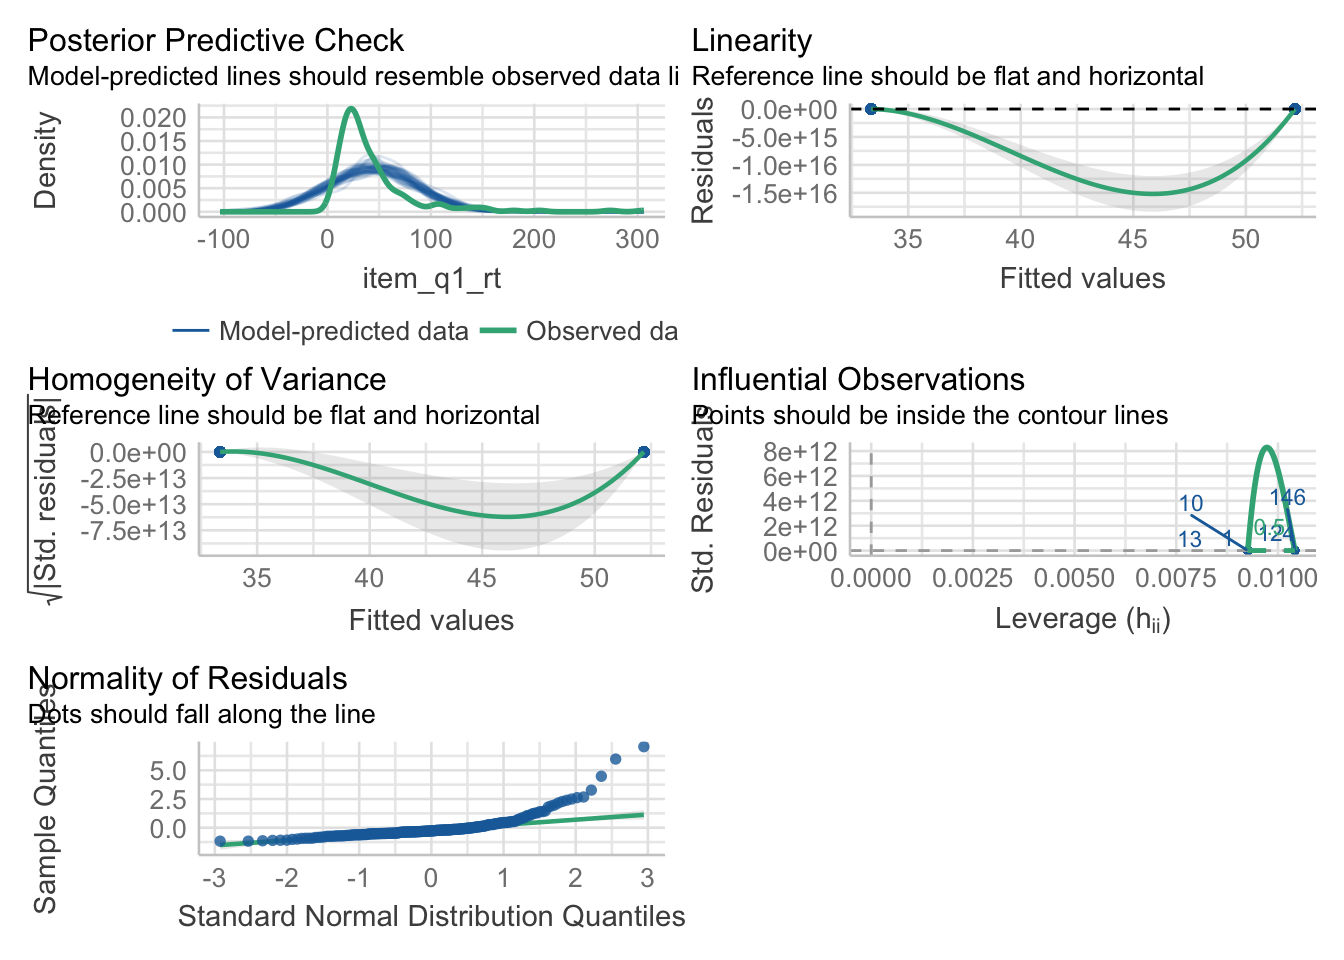 Posterior Predictive Check
Model-predicted lines should resemble observed data li
Density
0.020
0.015
0.010
0.005
0.000
-100 0 100 200 300
item_q1_rt
Model-predicted data Observed da
Linearity
Reference line should be flat and horizontal
Residuals
0.0e+00
-5.0e+15
-1.0e+16
-1.5e+16
35 40 45 50
Fitted values
Homogeneity of Variance
Reference line should be flat and horizontal
√|Std. residuals|
0.0e+00
-2.5e+13
-5.0e+13
-7.5e+13
35 40 45 50
Fitted values
Influential Observations
Points should be inside the contour lines
Std. Residuals
8e+12
6e+12
4e+12
2e+12
0e+00
10
13
1
146
0.5
124
0.0000 0.0025 0.0050 0.0075 0.0100
Leverage (hii)
Normality of Residuals
Dots should fall along the line
Sample Quantiles
5.0
2.5
0.0
-3 -2 -1 0 1 2 3
Standard Normal Distribution Quantiles